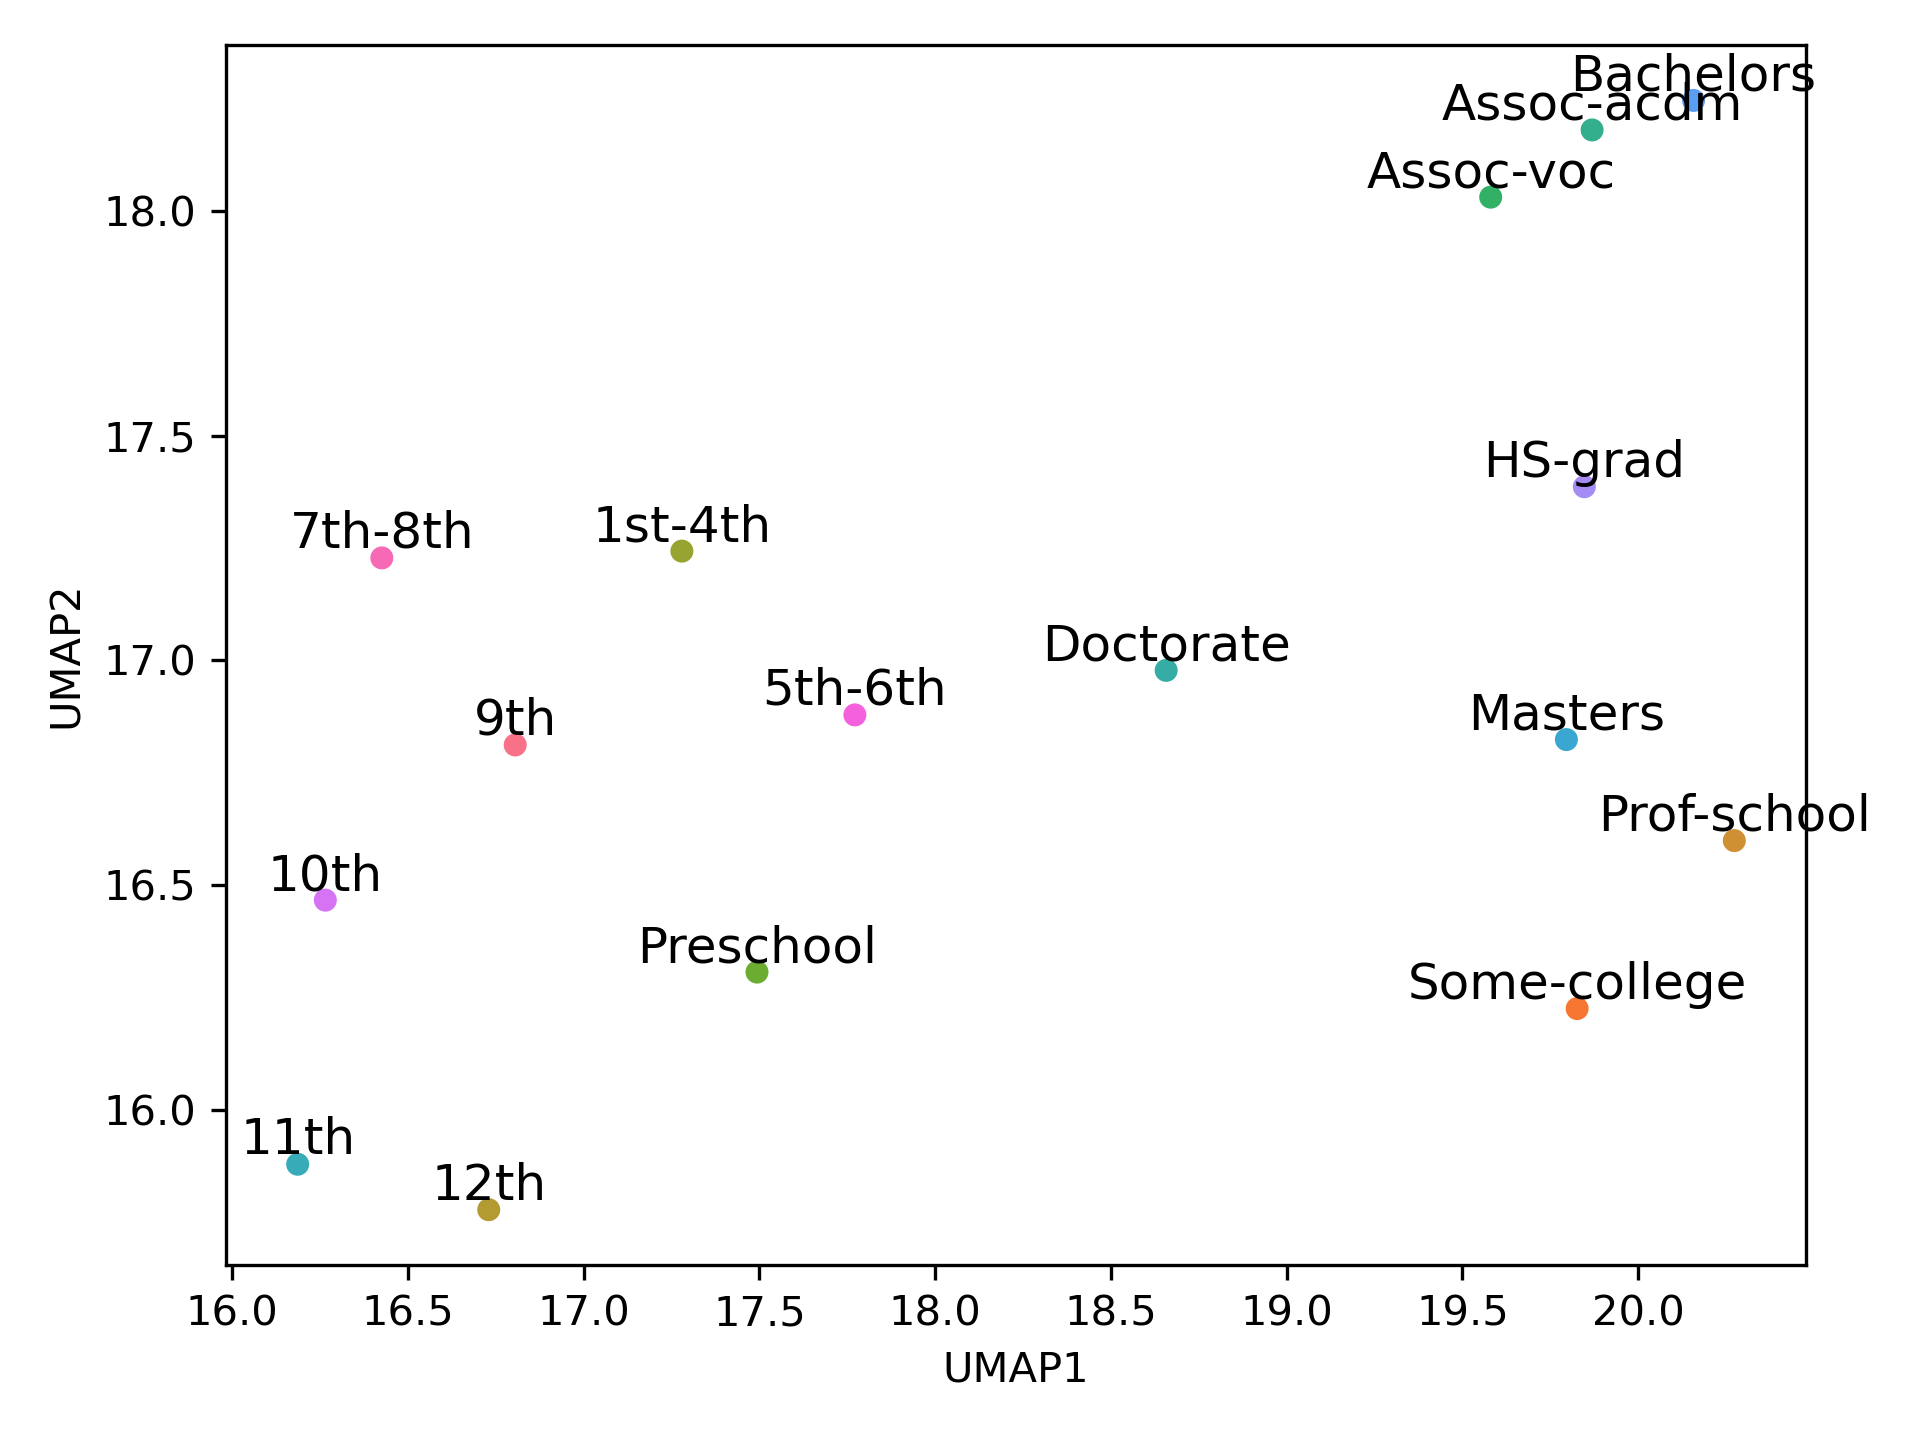 Bachelors
Assoc-acdm
Assoc-voc
18.0
17.5
HS-grad
7th-8th
1st-4th
17.0
Doctorate
5th-6th
9th
Masters
UMAP2
Prof-school
16.5
10th
Preschool
Some-college
16.0
11th
12th
16.0 16.5 17.0 17.5 18.0 18.5 19.0 19.5 20.0
UMAP1